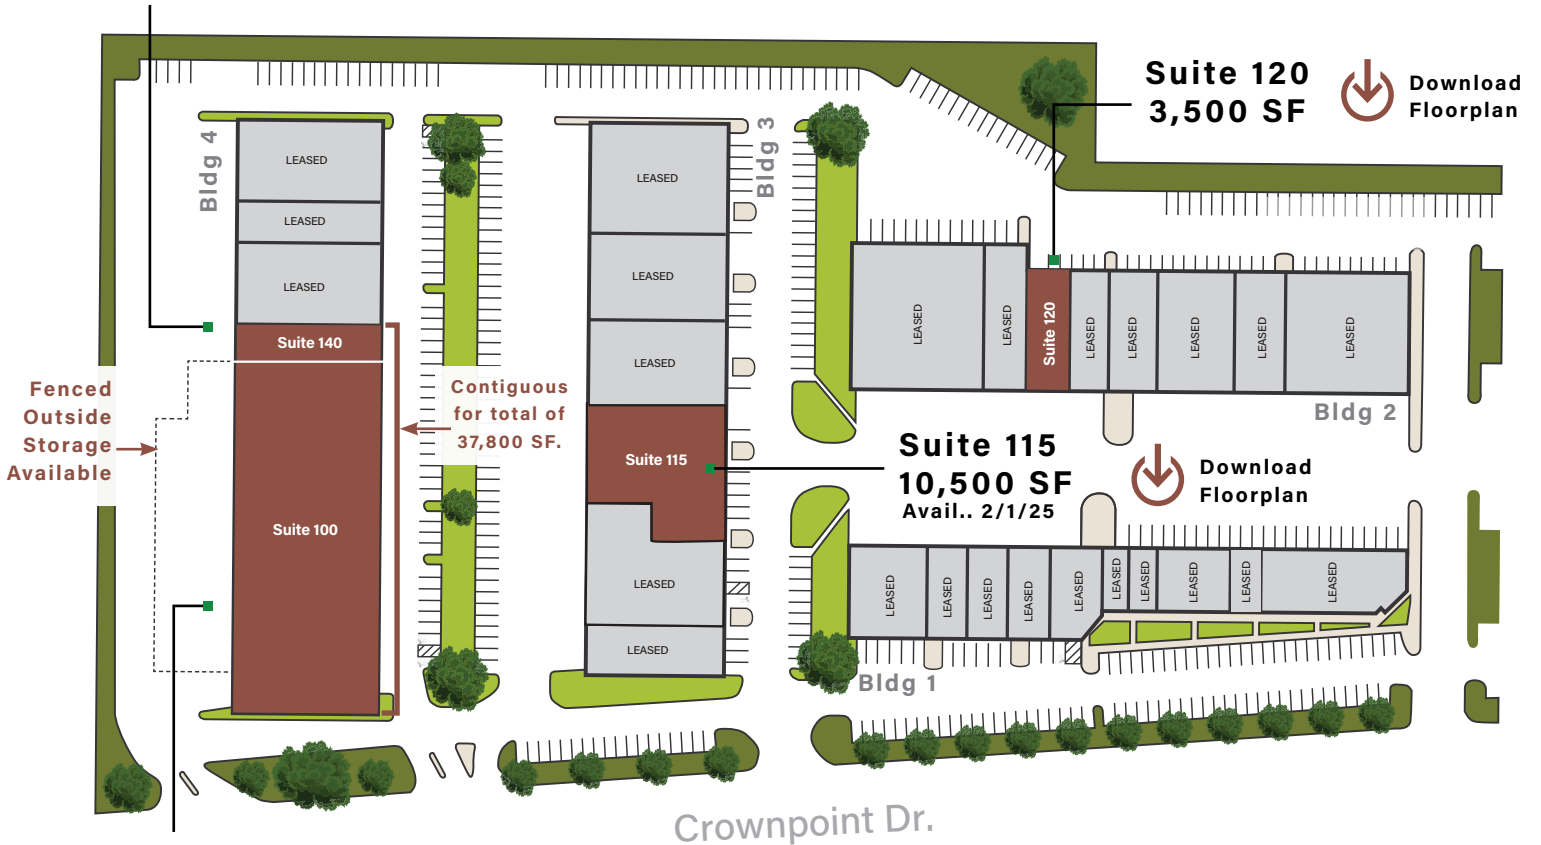 Suite 120
3,500 SF
Download
Floorplan
Bldg 4
LEASED
LEASED
LEASED
Suite 140
Suite 100
Fenced
Outside
Storage
Available
Contiguous
for total of
37,800 SF.
Bldg 3
LEASED
LEASED
LEASED
Suite 115
LEASED
LEASED
Suite 115
10,500 SF
Avail.. 2/1/25
Download
Floorplan
LEASED
LEASED
Suite 120
LEASED
LEASED
LEASED
LEASED
LEASED
Bldg 2
LEASED
LEASED
LEASED
LEASED
LEASED
LEASED
LEASED
LEASED
LEASED
LEASED
Bldg 1
Crownpoint Dr.